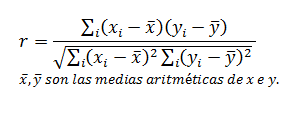 r = \frac{\sum_i (x_i - \bar{x})(y_i - \bar{y})}{\sqrt{\sum_i (x_i - \bar{x})^2 \sum_i (y_i - \bar{y})^2}}
x̄, ȳ son las medias aritméticas de x e y.